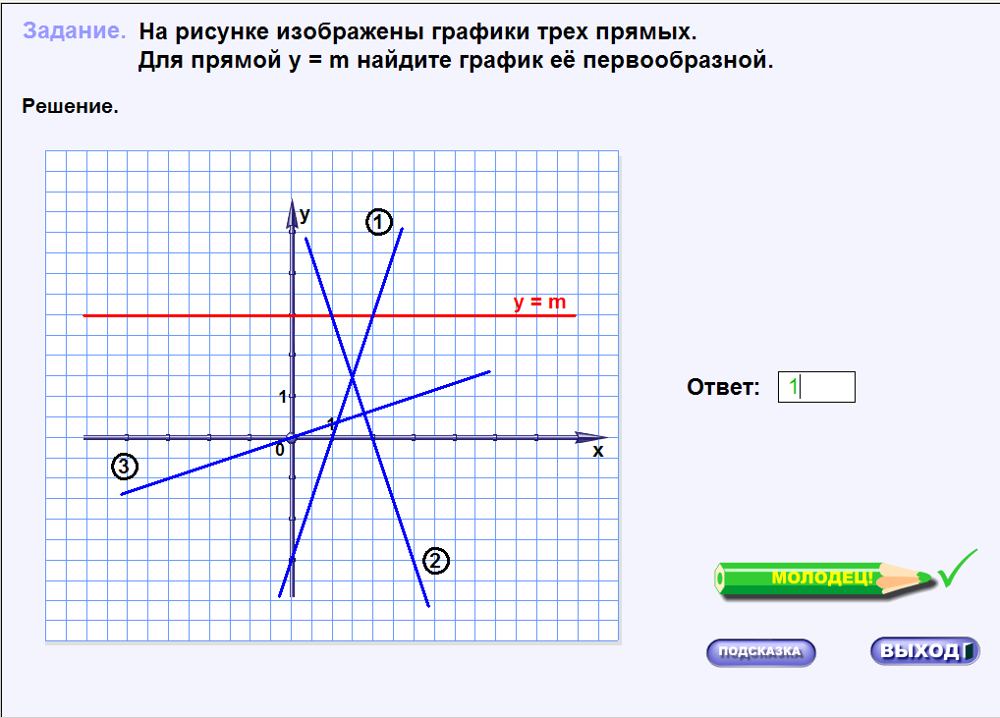 Задание. На рисунке изображены графики трех прямых.
Для прямой y = m найдите график её первообразной.
Решение.
y
1
y = m
1
1
0
x
3
2
Ответ: 1
МОЛОДЕЦ!
ПОДСКАЗКА
ВЫХОД